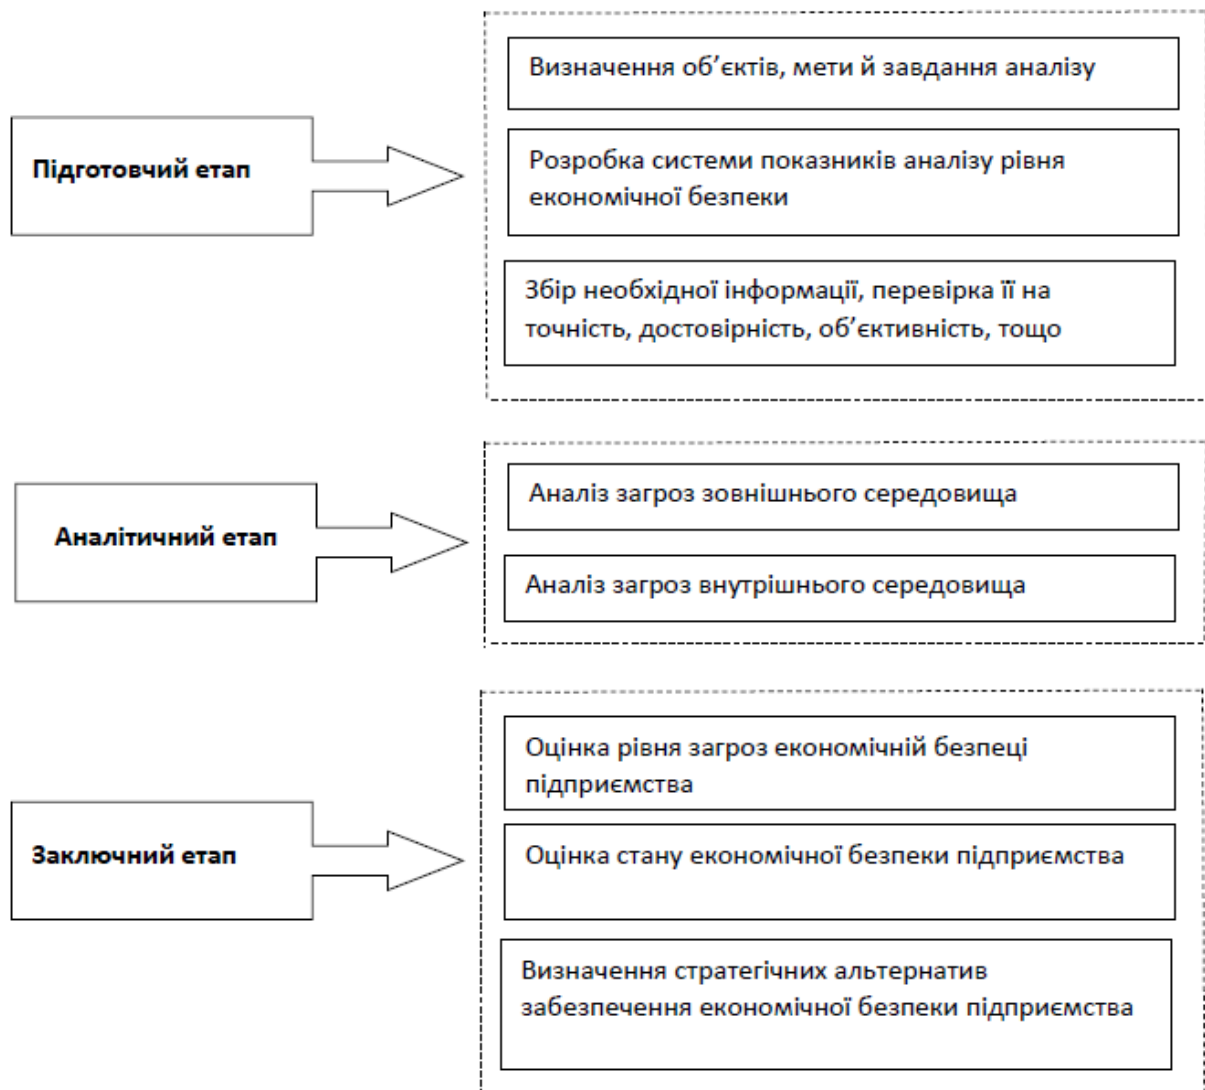 Підготовчий етап
Визначення об’єктів, мети й завдання аналізу
Розробка системи показників аналізу рівня
економічної безпеки
Збір необхідної інформації, перевірка її на
точність, достовірність, об’єктивність, тощо
Аналітичний етап
Аналіз загроз зовнішнього середовища
Аналіз загроз внутрішнього середовища
Заключний етап
Оцінка рівня загроз економічній безпеці
підприємства
Оцінка стану економічної безпеки підприємства
Визначення стратегічних альтернатив
забезпечення економічної безпеки підприємства